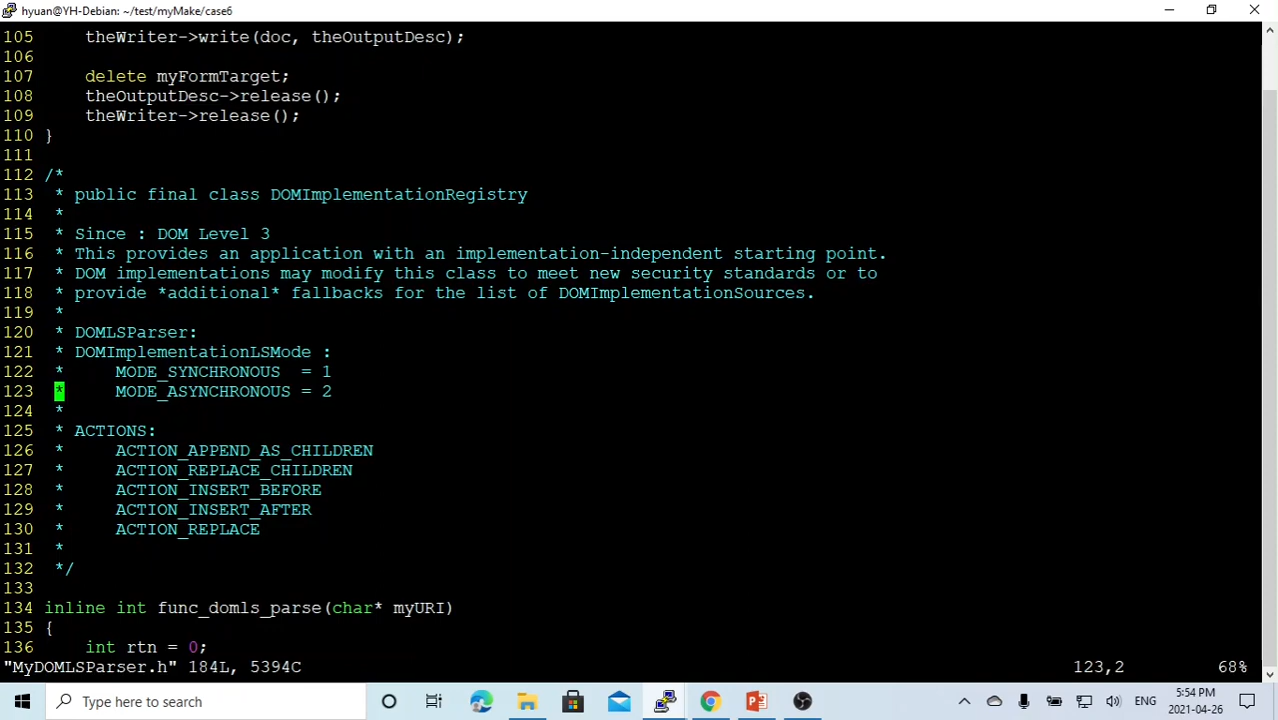 hyuan@YH-Debian: ~/test/myMake/case6
105     theWriter->write(doc, theOutputDesc);
106
107     delete myFormTarget;
108     theOutputDesc->release();
109     theWriter->release();
110 }
111
112 /*
113  * public final class DOMImplementationRegistry
114  *
115  * Since : DOM Level 3
116  * This provides an application with an implementation-independent starting point.
117  * DOM implementations may modify this class to meet new security standards or to
118  * provide *additional* fallbacks for the list of DOMImplementationSources.
119  *
120  * DOMLSParser:
121  * DOMImplementationLSMode :
122  *     MODE_SYNCHRONOUS  = 1
123  *     MODE_ASYNCHRONOUS = 2
124  *
125  * ACTIONS:
126  *     ACTION_APPEND_AS_CHILDREN
127  *     ACTION_REPLACE_CHILDREN
128  *     ACTION_INSERT_BEFORE
129  *     ACTION_INSERT_AFTER
130  *     ACTION_REPLACE
131  *
132  */
133
134 inline int func_domls_parse(char* myURI)
135 {
136     int rtn = 0;
"MyDOMLSParser.h" 184L, 5394C 123,2 68%
Type here to search ENG 5:54 PM
2021-04-26